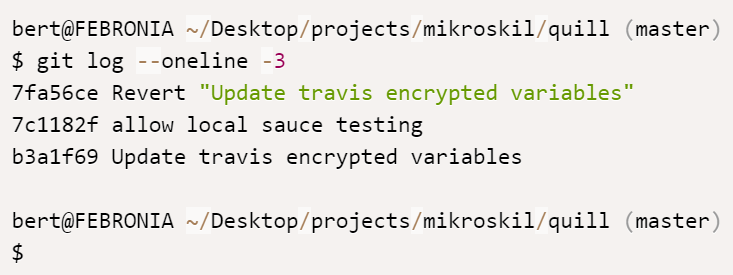 bert@FEBRONIA ~/Desktop/projects/mikroskil/quill (master)
$ git log --oneline -3
7fa56ce Revert "Update travis encrypted variables"
7c1182f allow local sauce testing
b3a1f69 Update travis encrypted variables
bert@FEBRONIA ~/Desktop/projects/mikroskil/quill (master)
$